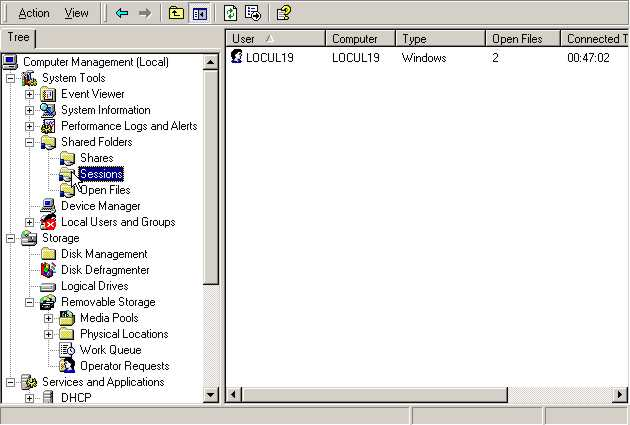 Action View
Tree
User Computer Type Open Files Connected T
LOCUL19 LOCUL19 Windows 2 00:47:02
Computer Management (Local)
System Tools
Event Viewer
System Information
Performance Logs and Alerts
Shared Folders
Shares
Sessions
Open Files
Device Manager
Local Users and Groups
Storage
Disk Management
Disk Defragmenter
Logical Drives
Removable Storage
Media Pools
Physical Locations
Work Queue
Operator Requests
Services and Applications
DHCP